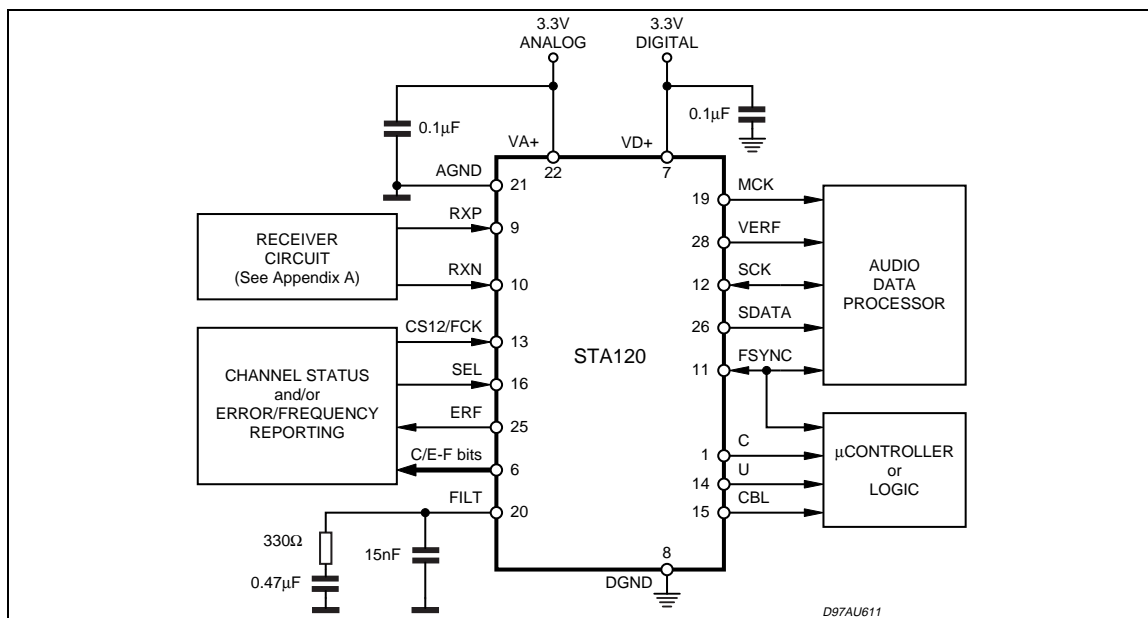 3.3V
ANALOG
3.3V
DIGITAL
0.1µF
0.1µF
VA+
VD+
22
7
AGND
21
RXP
9
RXN
10
RECEIVER
CIRCUIT
(See Appendix A)
CS12/FCK
13
SEL
16
ERF
25
C/E-F bits
6
CHANNEL STATUS
and/or
ERROR/FREQUENCY
REPORTING
FILT
20
330Ω
0.47µF
15nF
STA120
19
MCK
28
VERF
12
SCK
26
SDATA
11
FSYNC
AUDIO
DATA
PROCESSOR
1
C
14
U
15
CBL
µCONTROLLER
or
LOGIC
8
DGND
D97AU611